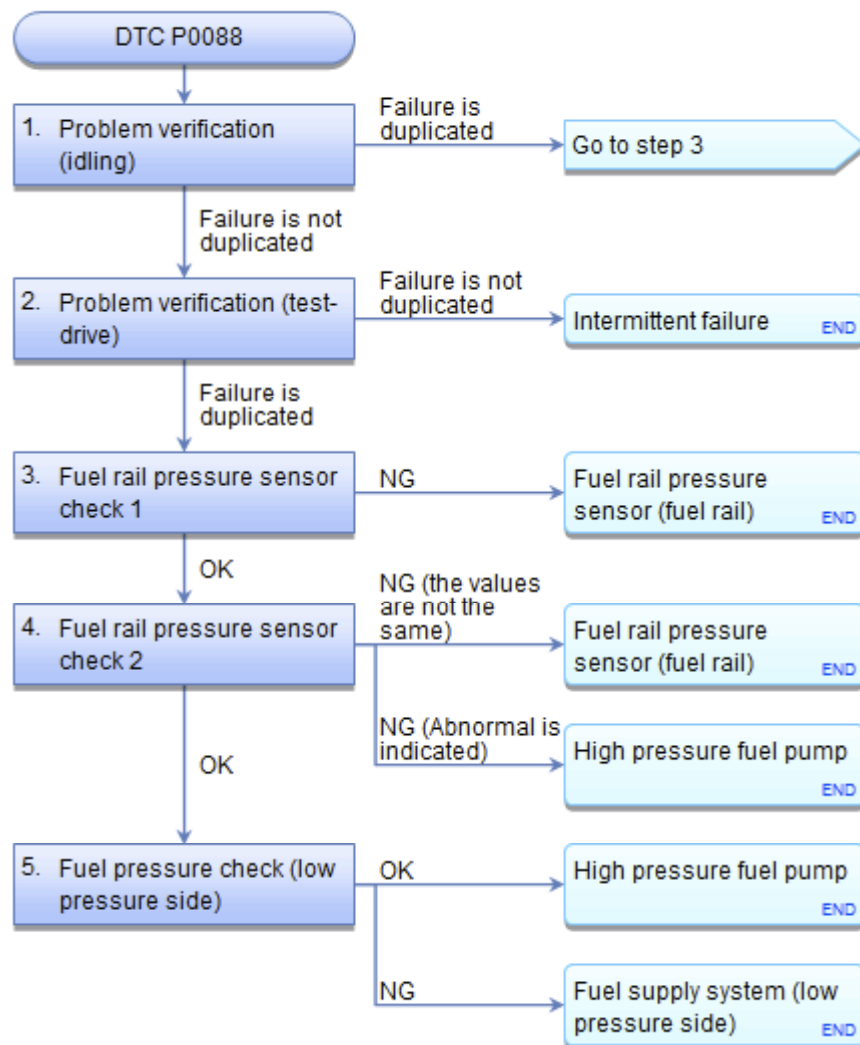 DTC P0088
1. Problem verification
(idling)
Failure is
duplicated
Go to step 3
Failure is not
duplicated
2. Problem verification (test-
drive)
Failure is not
duplicated
Intermittent failure
END
Failure is
duplicated
3. Fuel rail pressure sensor
check 1
NG
Fuel rail pressure
sensor (fuel rail)
END
OK
4. Fuel rail pressure sensor
check 2
NG (the values
are not the
same)
Fuel rail pressure
sensor (fuel rail)
END
NG (Abnormal is
indicated)
High pressure fuel pump
END
OK
5. Fuel pressure check (low
pressure side)
OK
High pressure fuel pump
END
NG
Fuel supply system (low
pressure side)
END